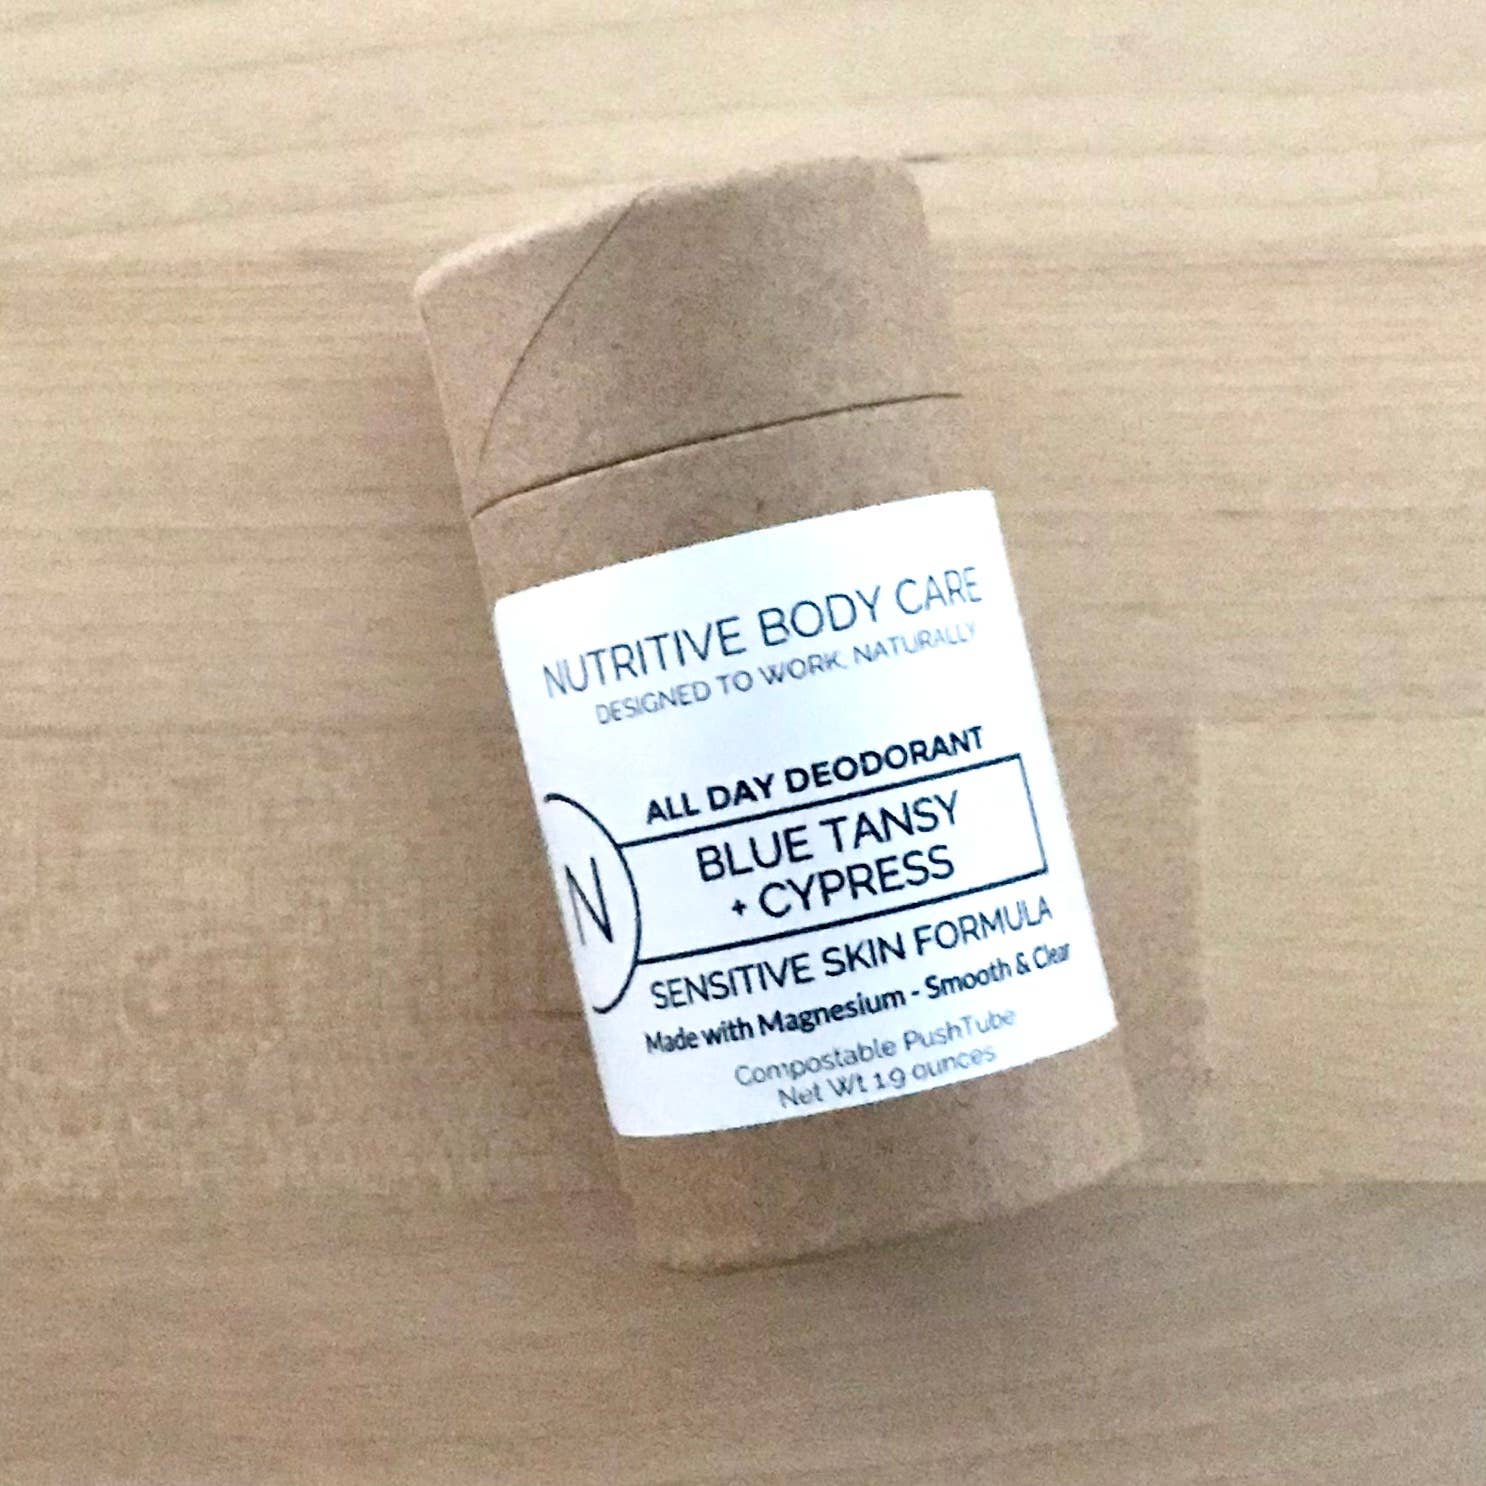 NUTRITIVE BODY CARE
DESIGNED TO WORK, NATURALLY
ALL DAY DEODORANT
N
BLUE TANSY
+ CYPRESS
SENSITIVE SKIN FORMULA
Made with Magnesium - Smooth & Clear
Compostable PushTube
Net Wt 1.9 ounces